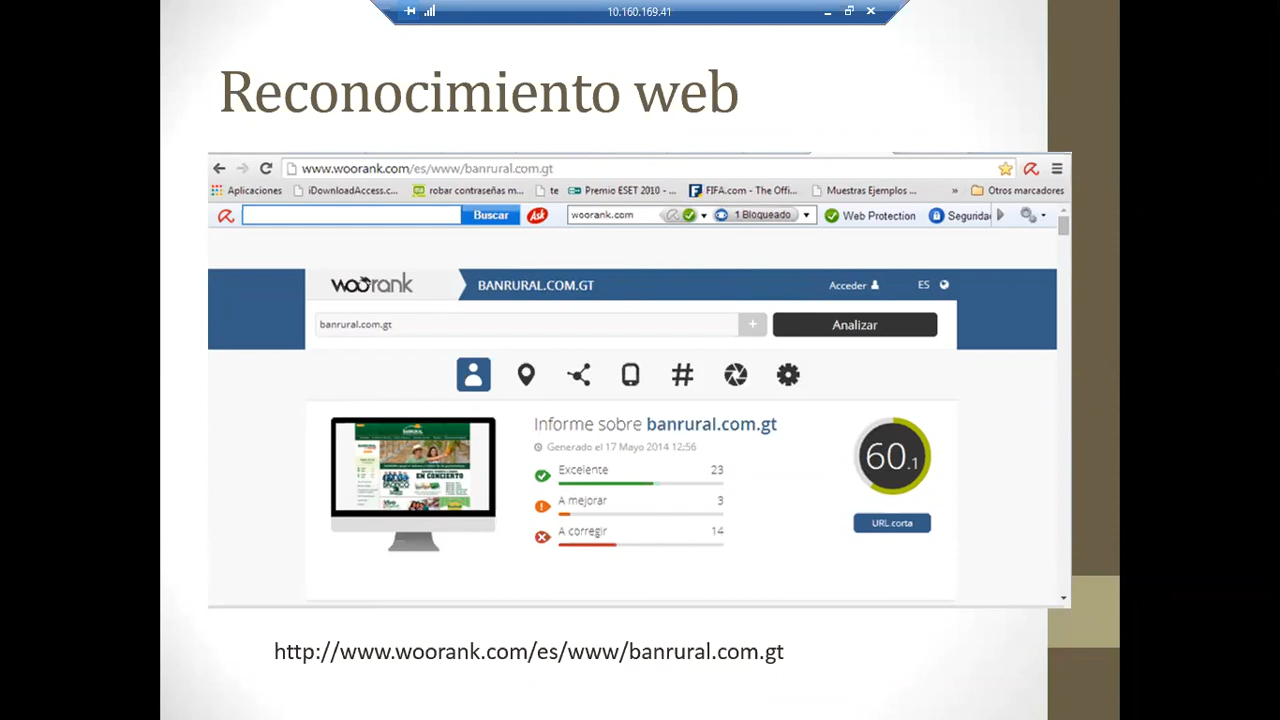 10.160.169.41
Reconocimiento web
www.woorank.com/es/www/banrural.com.gt
Aplicaciones iDownloadAccess.c... robar contraseñas m... te Premio ESET 2010 - ... FIFA.com - The Offi... Muestras Ejemplos ... » Otros marcadores
Buscar Ask woorank.com 1 Bloqueado Web Protection Segurida
woorank BANRURAL.COM.GT Acceder ES
banrural.com.gt + Analizar
Informe sobre banrural.com.gt
Generado el 17 Mayo 2014 12:56
Excelente 23
A mejorar 3
A corregir 14
60.1
URL corta
BANRURAL
EN CONCIERTO
http://www.woorank.com/es/www/banrural.com.gt